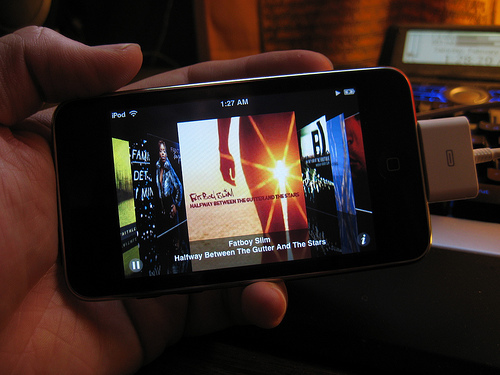 iPod
1:27 AM
FATBOY SLIM
HALFWAY BETWEEN THE GUTTER AND THE STARS
Fatboy Slim
Halfway Between The Gutter And The Stars